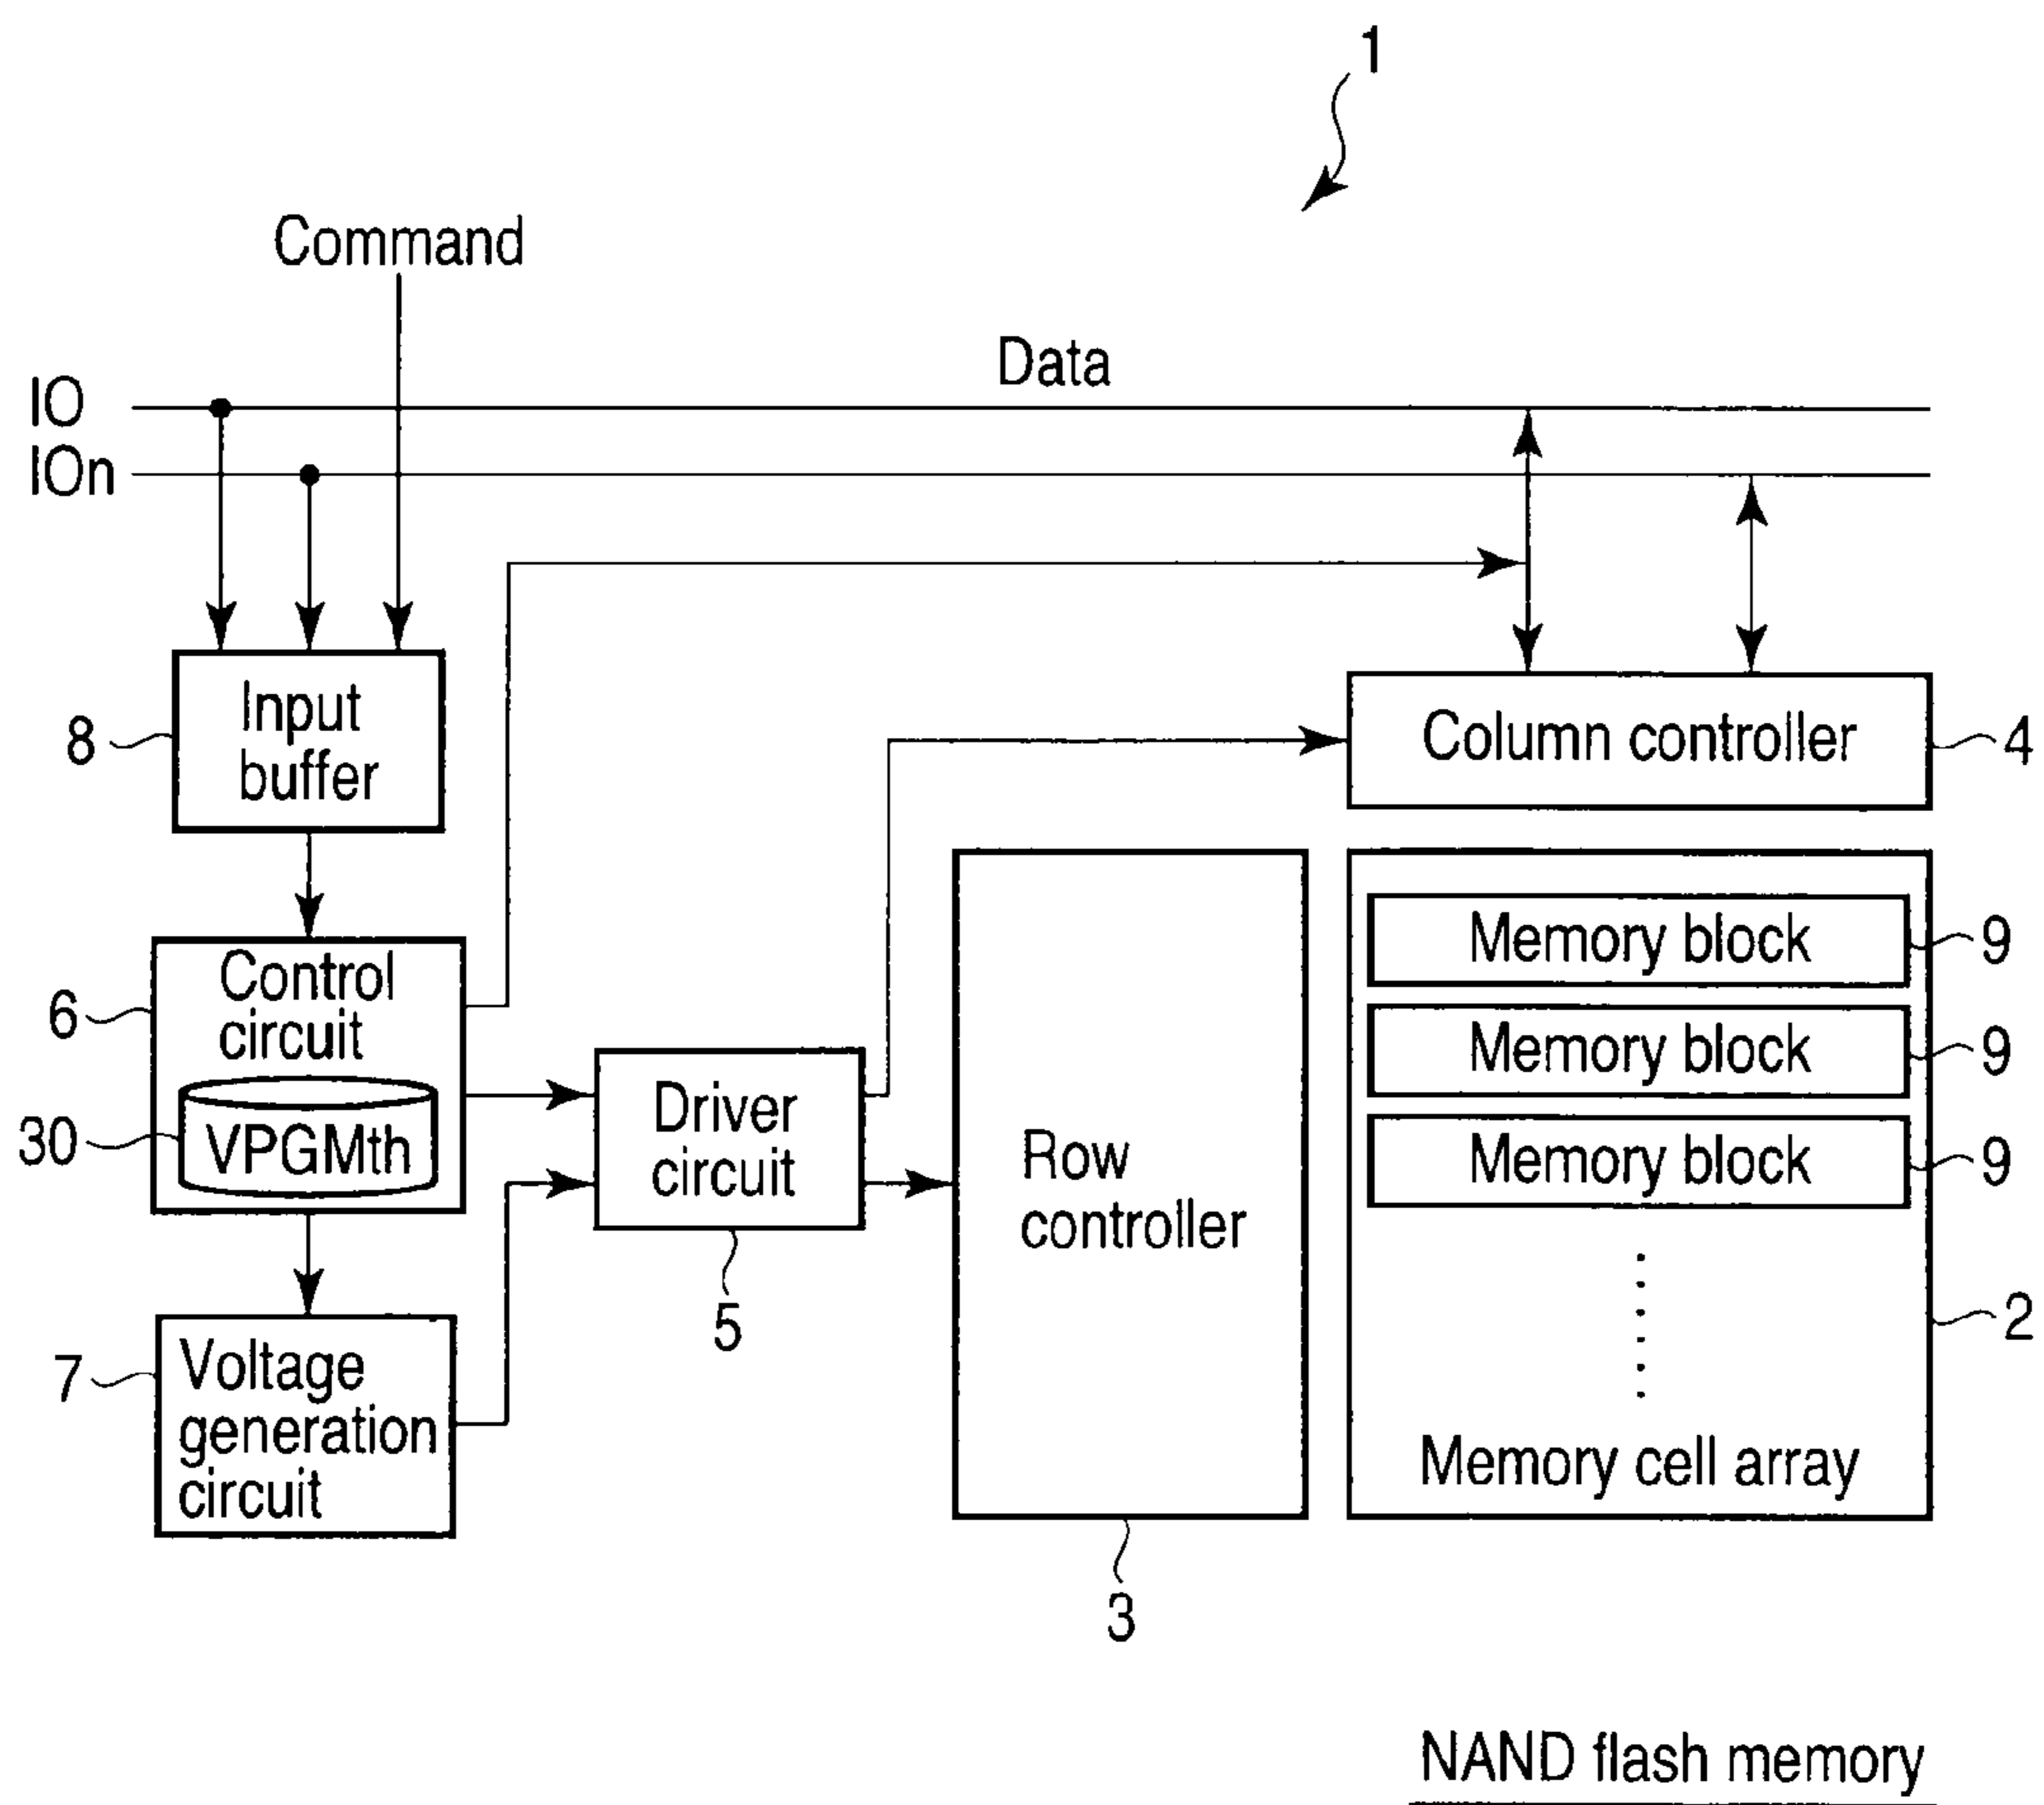 1
Command
Data
IO
IOn
Input
buffer
8
Column controller
4
Control
circuit
6
VPGMth
30
Driver
circuit
5
Row
controller
3
Memory block
9
Memory block
9
Memory block
9
Memory cell array
2
Voltage
generation
circuit
7
NAND flash memory